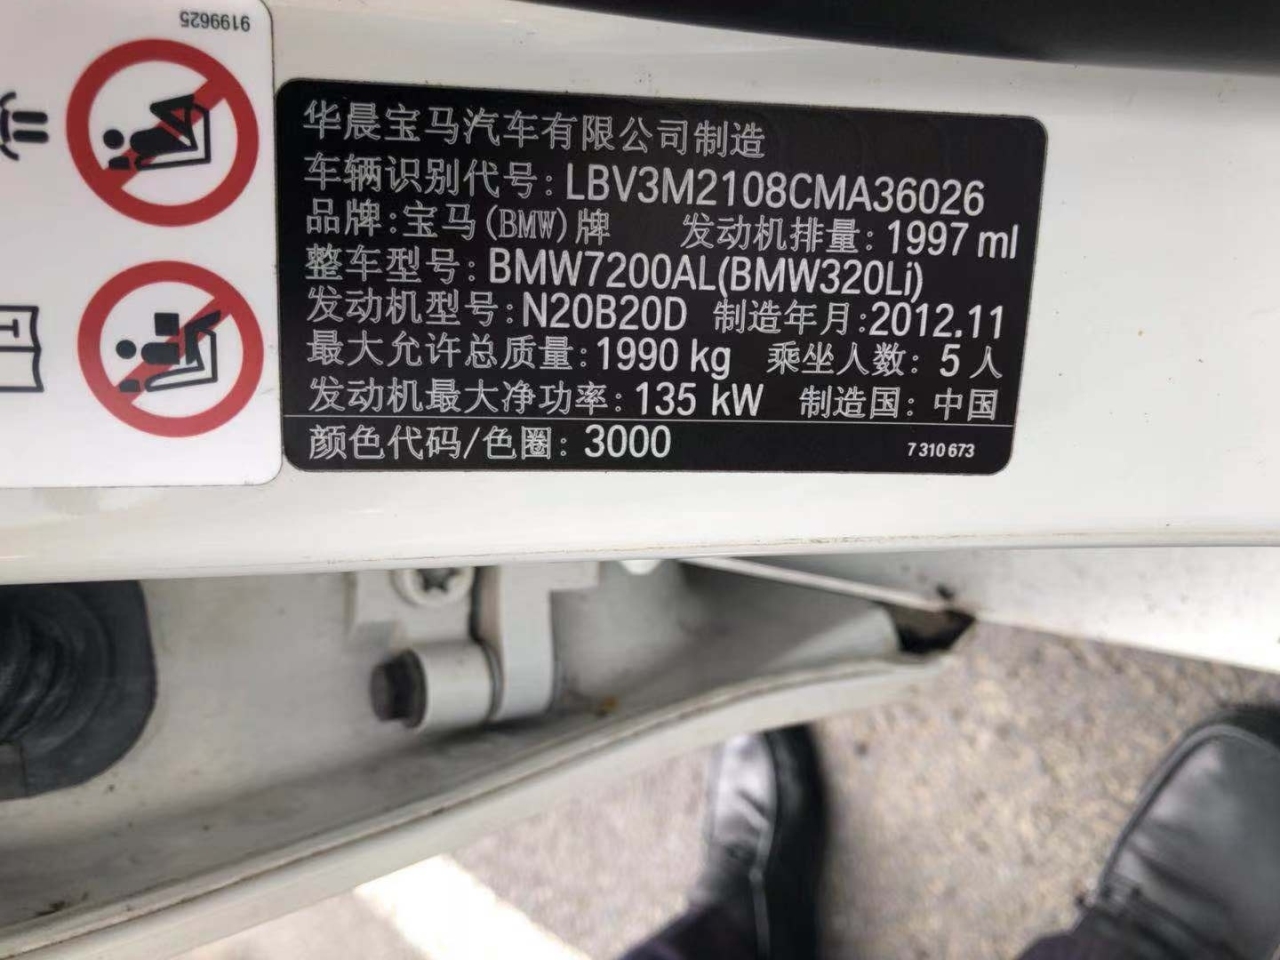 9199625
华晨宝马汽车有限公司制造
车辆识别代号: LBV3M2108CMA36026
品牌:宝马(BMW)牌 发动机排量: 1997 ml
整车型号: BMW7200AL(BMW320Li)
发动机型号: N20B20D 制造年月:2012.11
最大允许总质量: 1990 kg 乘坐人数: 5 人
发动机最大净功率: 135 kW 制造国: 中国
颜色代码/色圈: 3000 7 310 673